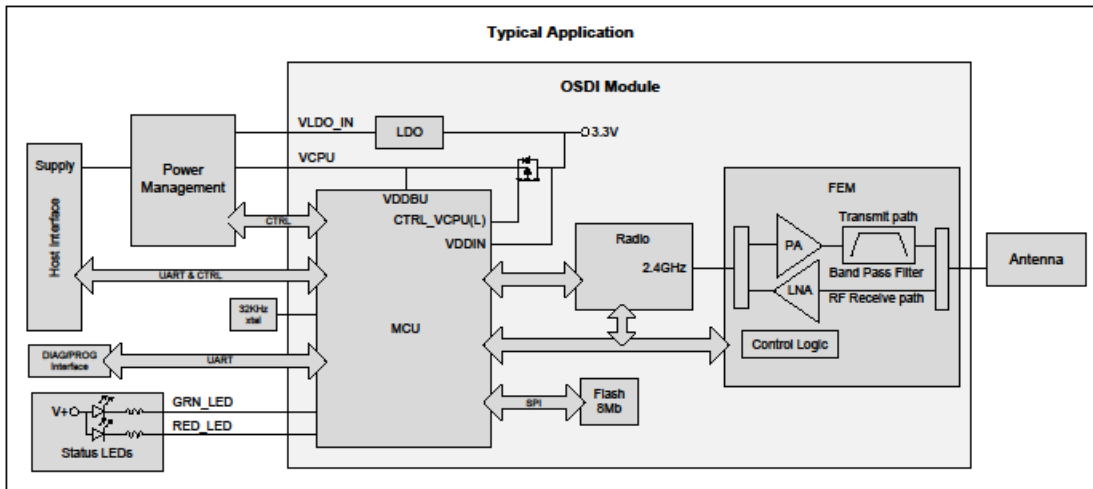 Typical Application
OSDI Module
VLDO_IN
LDO
3.3V
Supply
Host Interface
Power
Management
VCPU
VDDBU
CTRL
CTRL_VCPU(L)
VDDIN
UART & CTRL
32KHz
xtal
MCU
DIAG/PROG
Interface
UART
V+
GRN_LED
RED_LED
Status LEDs
Radio
2.4GHz
SPI
Flash
8Mb
FEM
Transmit path
PA
Band Pass Filter
LNA
RF Receive path
Control Logic
Antenna